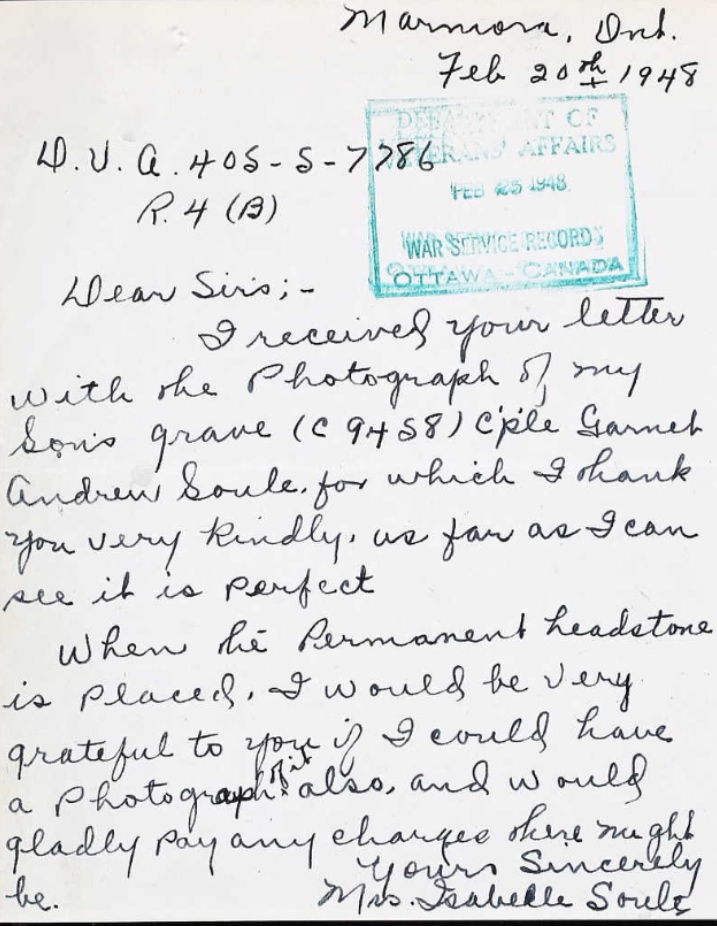 Marmora, Ont.
Feb 20th 1948
DEPARTMENT OF
VETERANS' AFFAIRS
FEB 25 1948
WAR SERVICE RECORDS
OTTAWA - CANADA
D.V.A. 405-S-7786
R.4 (B)
Dear Sirs;-
I received your letter
with the Photograph of my
Son's grave (C 9458) C'ple Garnet
Andrew Soule. for which I thank
you very kindly. as far as I can
see it is perfect
When the Permanent headstone
is placed. I would be very
grateful to you if I could have
a Photograph of it also, and would
gladly pay any charges there might
be.
Yours Sincerely
Mrs. Isabelle Soule